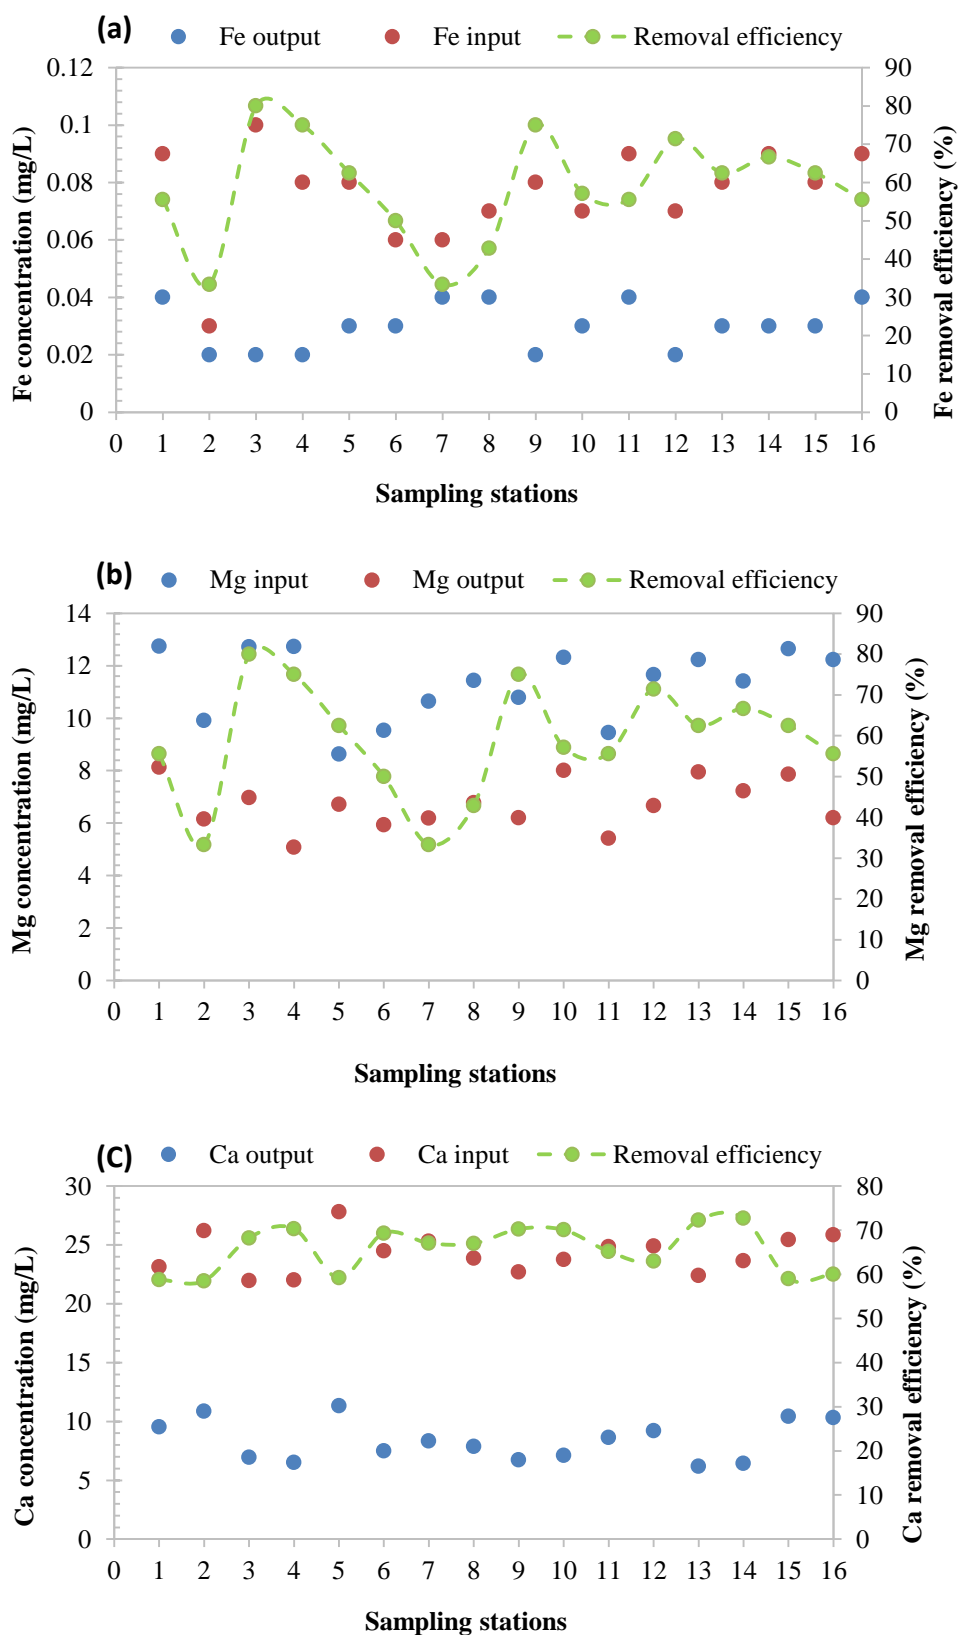 (a)
Fe output Fe input Removal efficiency
0.12
0.1
0.08
0.06
0.04
0.02
0
Fe concentration (mg/L)
90
80
70
60
50
40
30
20
10
0
Fe removal efficiency (%)
0 1 2 3 4 5 6 7 8 9 10 11 12 13 14 15 16
Sampling stations
(b)
Mg input Mg output Removal efficiency
14
12
10
8
6
4
2
0
Mg concentration (mg/L)
90
80
70
60
50
40
30
20
10
0
Mg removal efficiency (%)
0 1 2 3 4 5 6 7 8 9 10 11 12 13 14 15 16
Sampling stations
(C)
Ca output Ca input Removal efficiency
30
25
20
15
10
5
0
Ca concentration (mg/L)
80
70
60
50
40
30
20
10
0
Ca removal efficiency (%)
0 1 2 3 4 5 6 7 8 9 10 11 12 13 14 15 16
Sampling stations